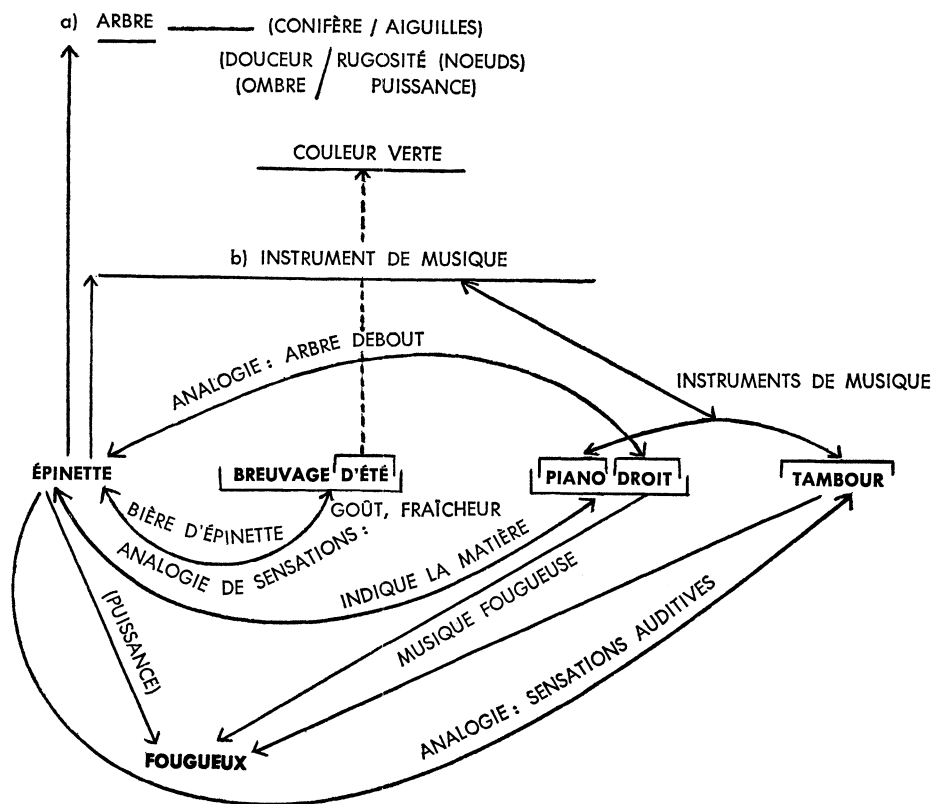 a) ARBRE (CONIFÈRE / AIGUILLES)
(DOUCEUR / RUGOSITÉ (NOEUDS)
(OMBRE / PUISSANCE)
COULEUR VERTE
b) INSTRUMENT DE MUSIQUE
ANALOGIE : ARBRE DEBOUT
INSTRUMENTS DE MUSIQUE
ÉPINETTE BREUVAGE D'ÉTÉ PIANO DROIT TAMBOUR
BIÈRE D'ÉPINETTE
GOÛT, FRAÎCHEUR
ANALOGIE DE SENSATIONS :
INDIQUE LA MATIÈRE
(PUISSANCE)
MUSIQUE FOUGUEUSE
ANALOGIE : SENSATIONS AUDITIVES
FOUGUEUX